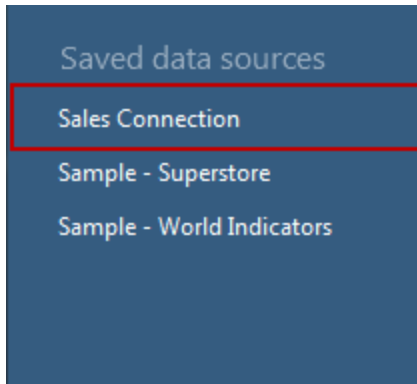 Saved data sources
Sales Connection
Sample - Superstore
Sample - World Indicators